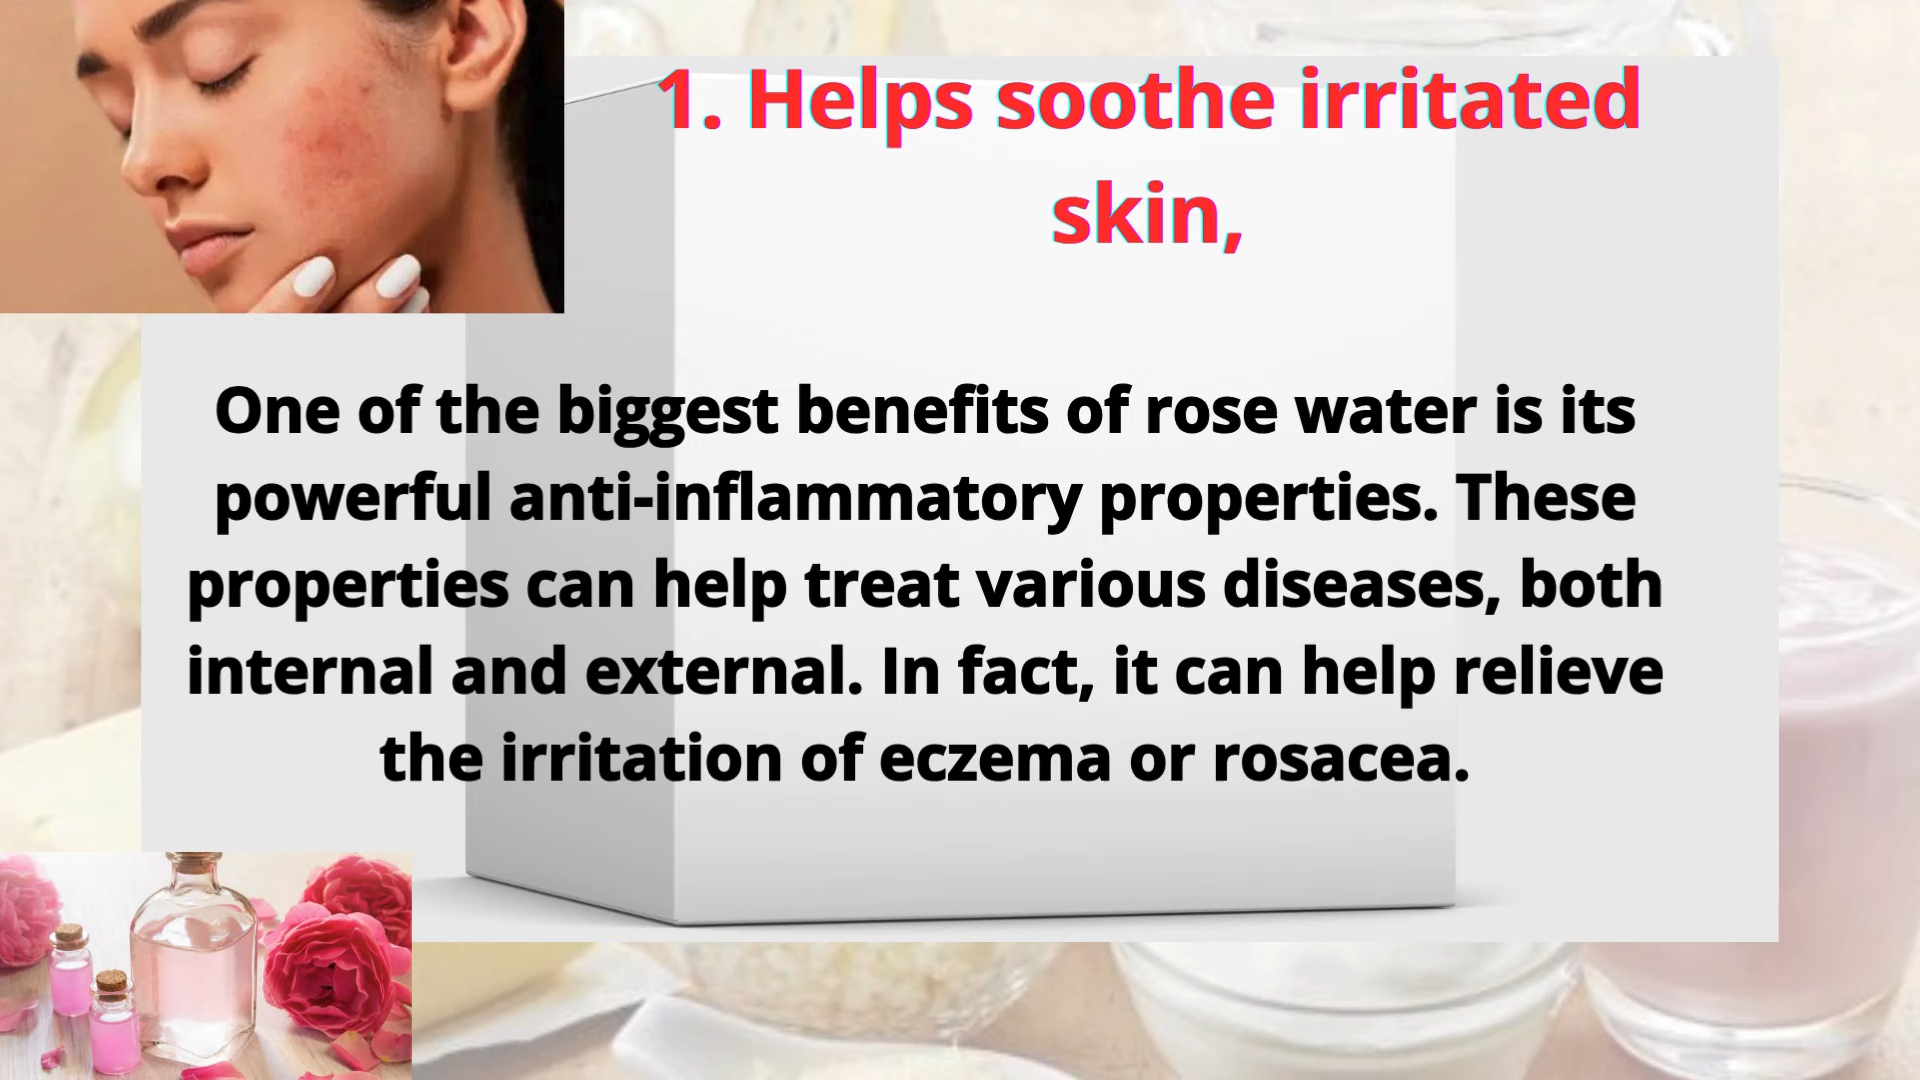 1. Helps soothe irritated
skin,
One of the biggest benefits of rose water is its
powerful anti-inflammatory properties. These
properties can help treat various diseases, both
internal and external. In fact, it can help relieve
the irritation of eczema or rosacea.